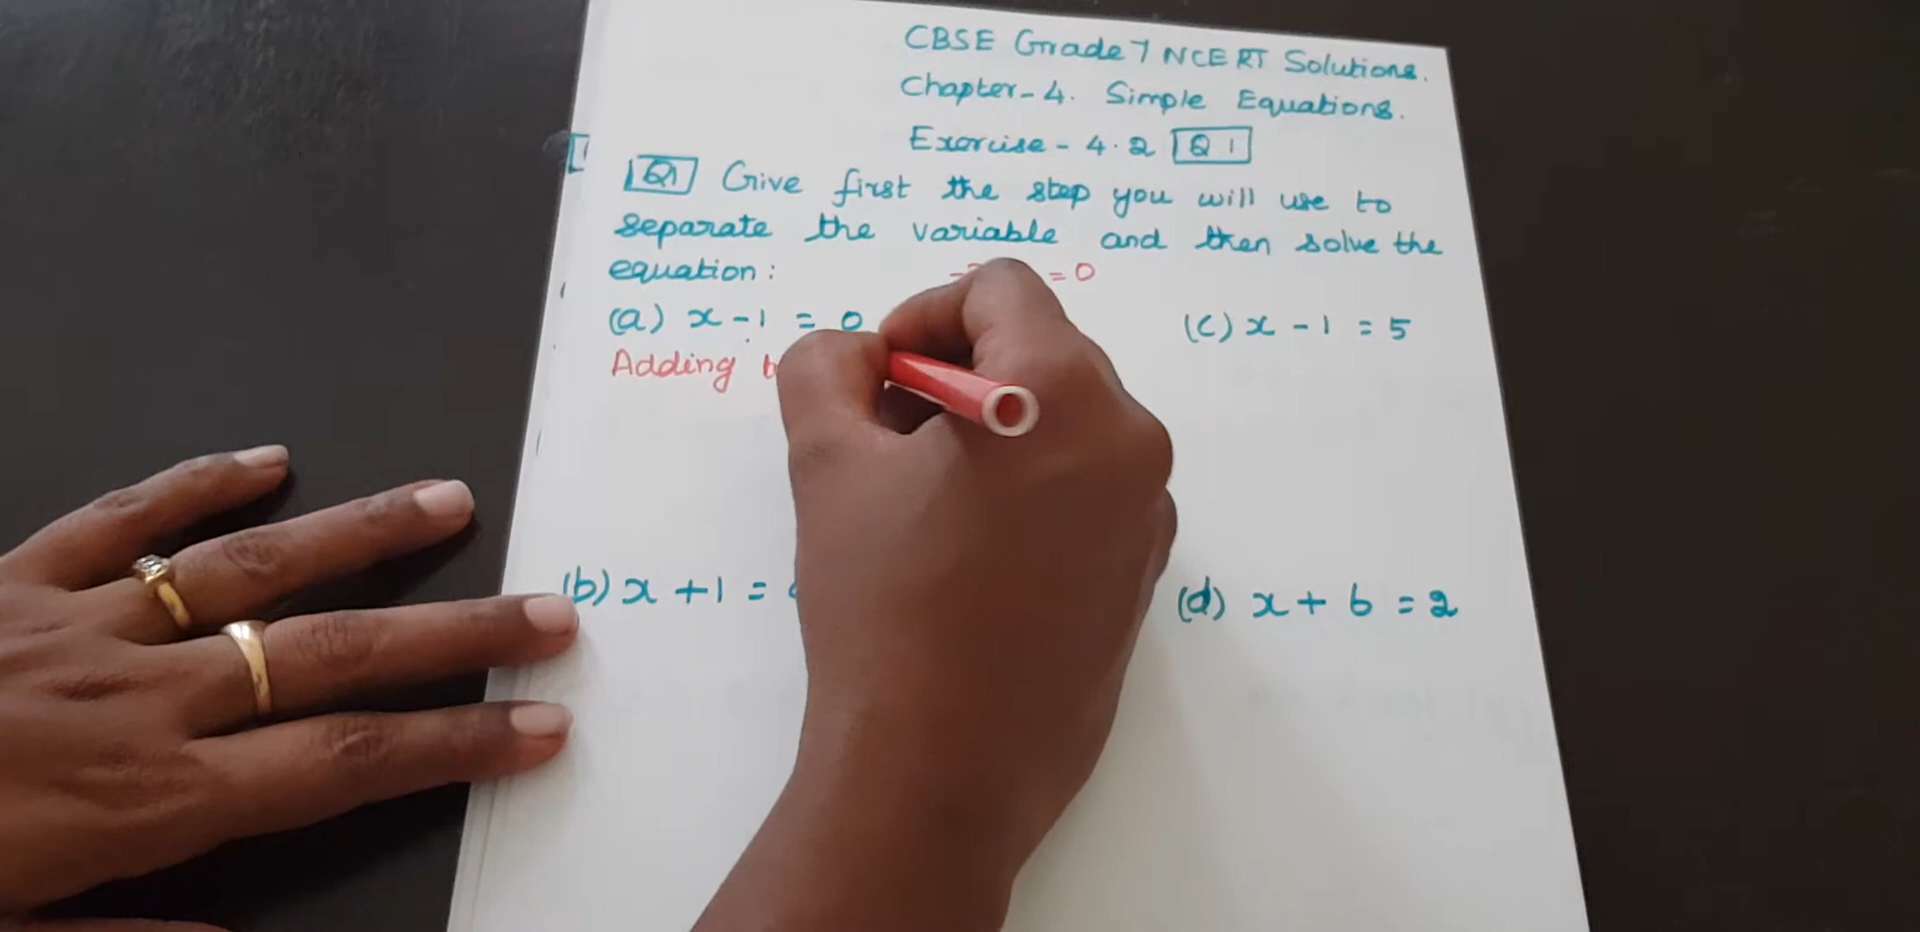 CBSE Grade 7 NCERT Solutions.
Chapter-4. Simple Equations.
Exercise - 4.2 Q1
Q1 Give first the step you will use to
separate the variable and then solve the
equation:
= 0
(a) x - 1 = 0
(c) x - 1 = 5
Adding
(b) x + 1 =
(d) x + 6 = 2